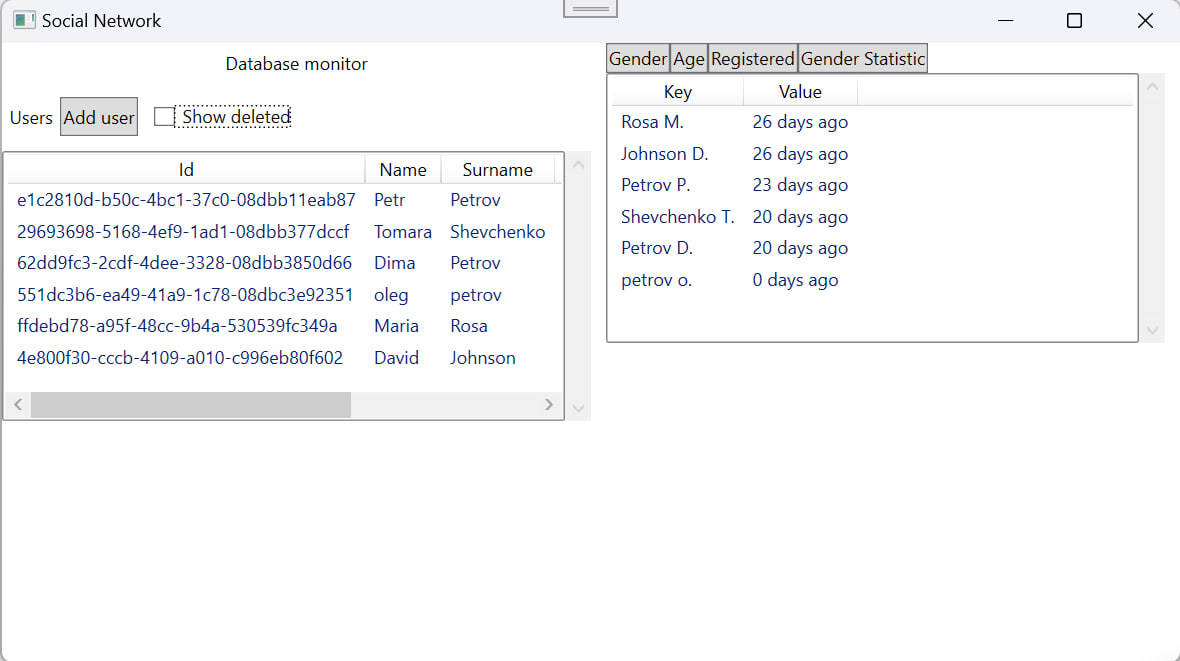 Social Network
Database monitor
Users Add user Show deleted
Id Name Surname
e1c2810d-b50c-4bc1-37c0-08dbb11eab87 Petr Petrov
29693698-5168-4ef9-1ad1-08dbb377dccf Tomara Shevchenko
62dd9fc3-2cdf-4dee-3328-08dbb3850d66 Dima Petrov
551dc3b6-ea49-41a9-1c78-08dbc3e92351 oleg petrov
ffdebd78-a95f-48cc-9b4a-530539fc349a Maria Rosa
4e800f30-cccb-4109-a010-c996eb80f602 David Johnson
Gender Age Registered Gender Statistic
Key Value
Rosa M. 26 days ago
Johnson D. 26 days ago
Petrov P. 23 days ago
Shevchenko T. 20 days ago
Petrov D. 20 days ago
petrov o. 0 days ago